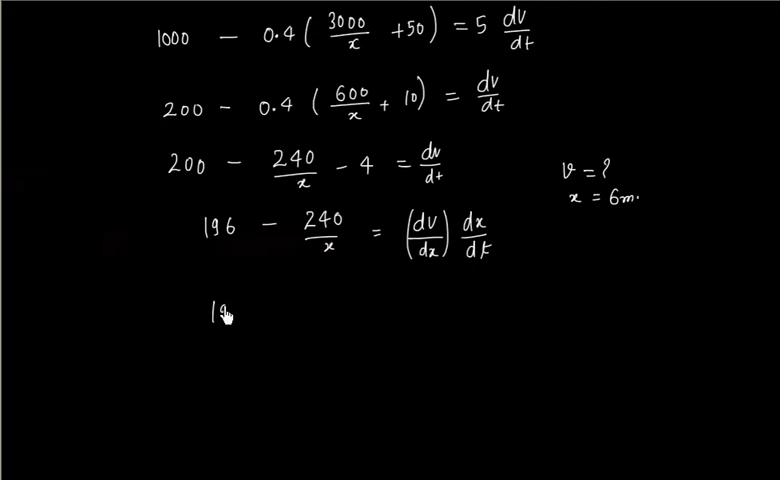 1000 - 0.4 ( 3000/x + 50 ) = 5 dv/dt
200 - 0.4 ( 600/x + 10 ) = dv/dt
200 - 240/x - 4 = dv/dt
v = ?
x = 6m.
196 - 240/x = (dv/dx) dx/dt
19